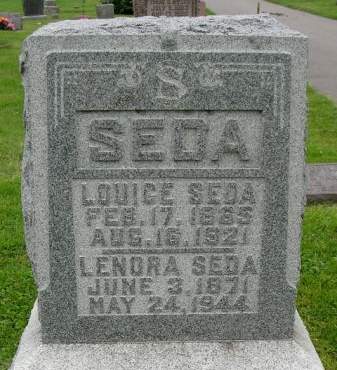 S
SEDA
LOUICE SEDA
FEB. 17, 1865
AUG. 16, 1921
LENORA SEDA
JUNE 3, 1871
MAY 24, 1944